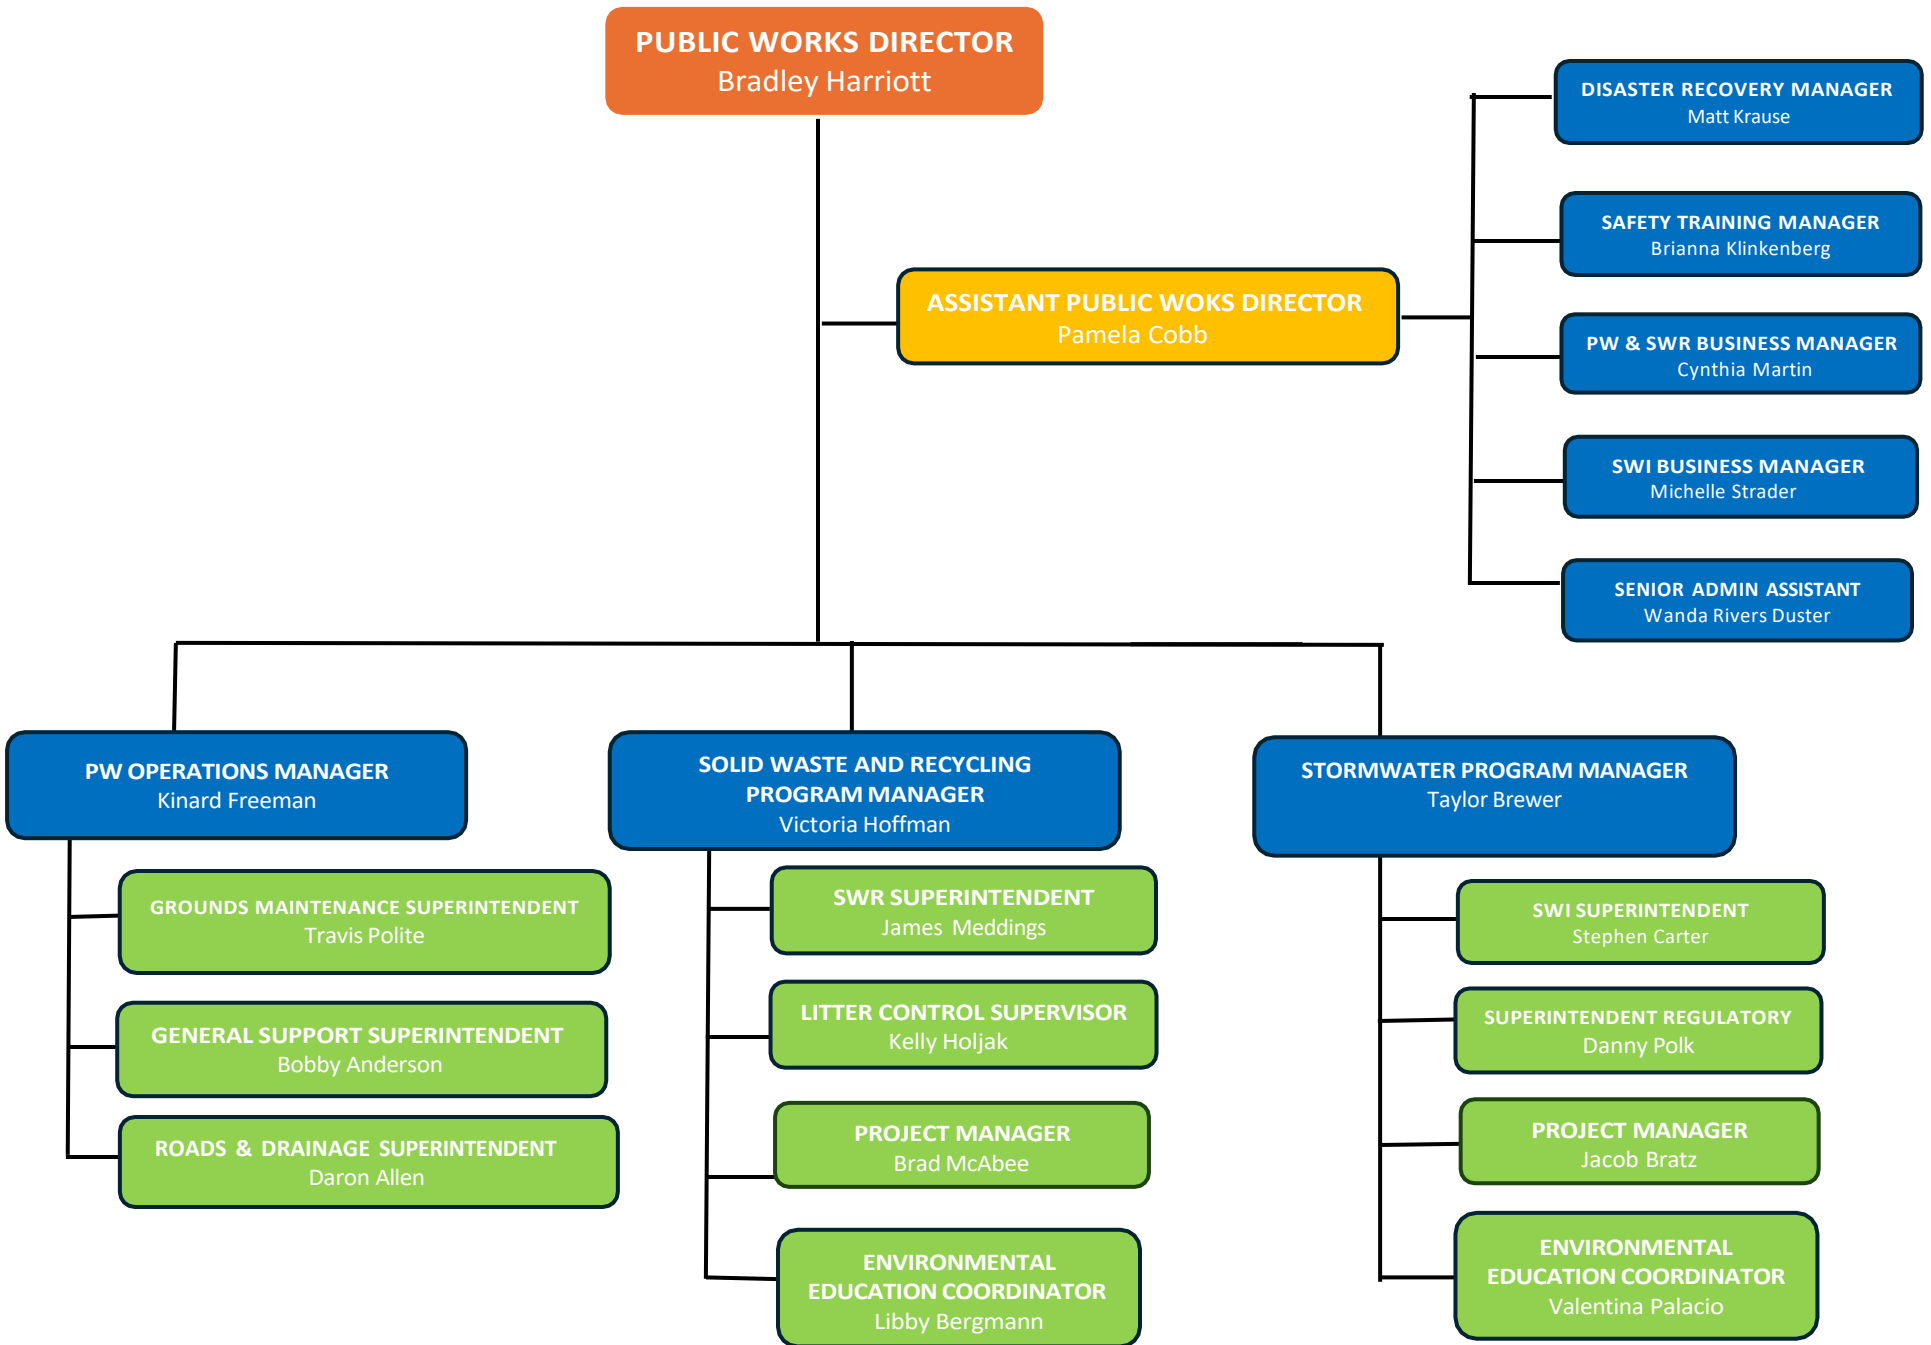 PUBLIC WORKS DIRECTOR
Bradley Harriott
DISASTER RECOVERY MANAGER
Matt Krause
SAFETY TRAINING MANAGER
Brianna Klinkenberg
ASSISTANT PUBLIC WOKS DIRECTOR
Pamela Cobb
PW & SWR BUSINESS MANAGER
Cynthia Martin
SWI BUSINESS MANAGER
Michelle Strader
SENIOR ADMIN ASSISTANT
Wanda Rivers Duster
PW OPERATIONS MANAGER
Kinard Freeman
GROUNDS MAINTENANCE SUPERINTENDENT
Travis Polite
GENERAL SUPPORT SUPERINTENDENT
Bobby Anderson
ROADS & DRAINAGE SUPERINTENDENT
Daron Allen
SOLID WASTE AND RECYCLING
PROGRAM MANAGER
Victoria Hoffman
SWR SUPERINTENDENT
James Meddings
LITTER CONTROL SUPERVISOR
Kelly Holjak
PROJECT MANAGER
Brad McAbee
ENVIRONMENTAL
EDUCATION COORDINATOR
Libby Bergmann
STORMWATER PROGRAM MANAGER
Taylor Brewer
SWI SUPERINTENDENT
Stephen Carter
SUPERINTENDENT REGULATORY
Danny Polk
PROJECT MANAGER
Jacob Bratz
ENVIRONMENTAL
EDUCATION COORDINATOR
Valentina Palacio